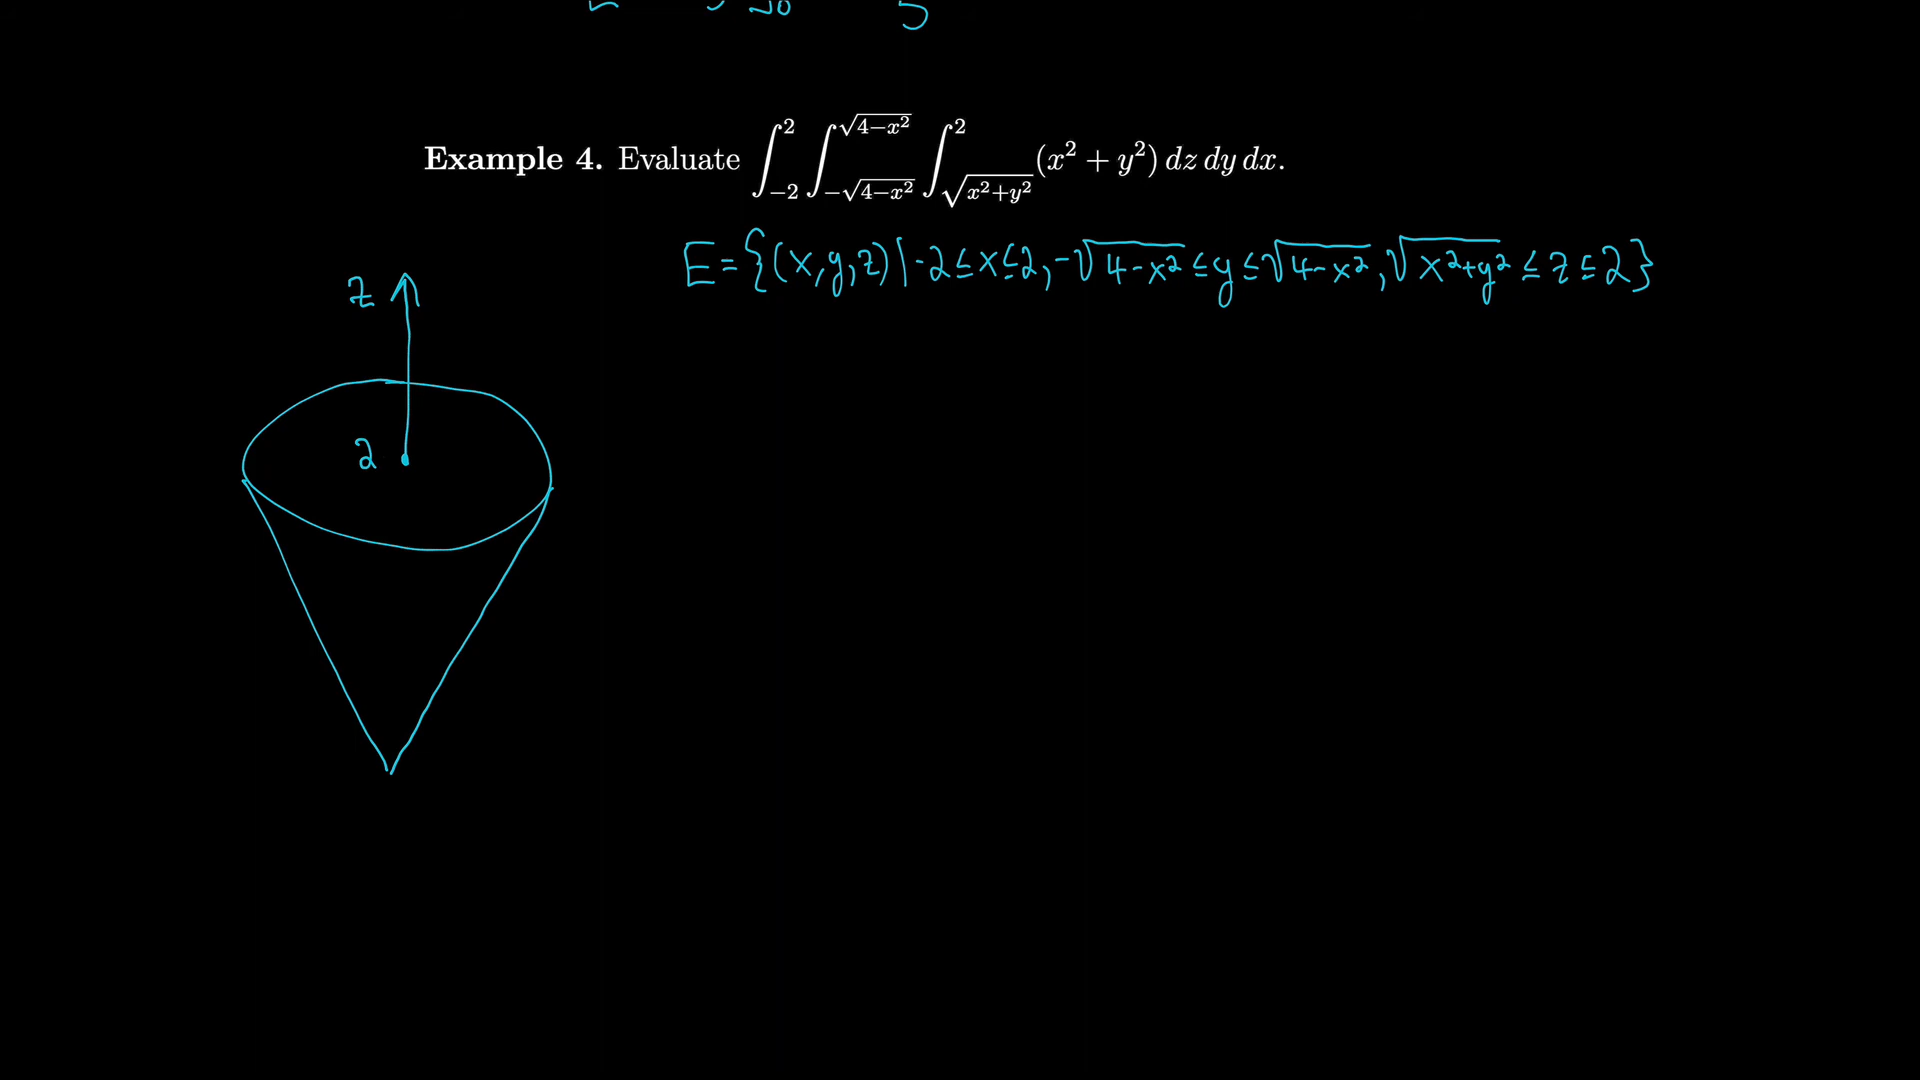 Example 4. Evaluate ∫_{-2}^{2} ∫_{-√(4−x²)}^{√(4−x²)} ∫_{√(x²+y²)}^{2} (x² + y²) dz dy dx.
E = {(x,y,z) | -2 ≤ x ≤ 2, -√(4-x²) ≤ y ≤ √(4-x²), √(x²+y²) ≤ z ≤ 2}
z
2